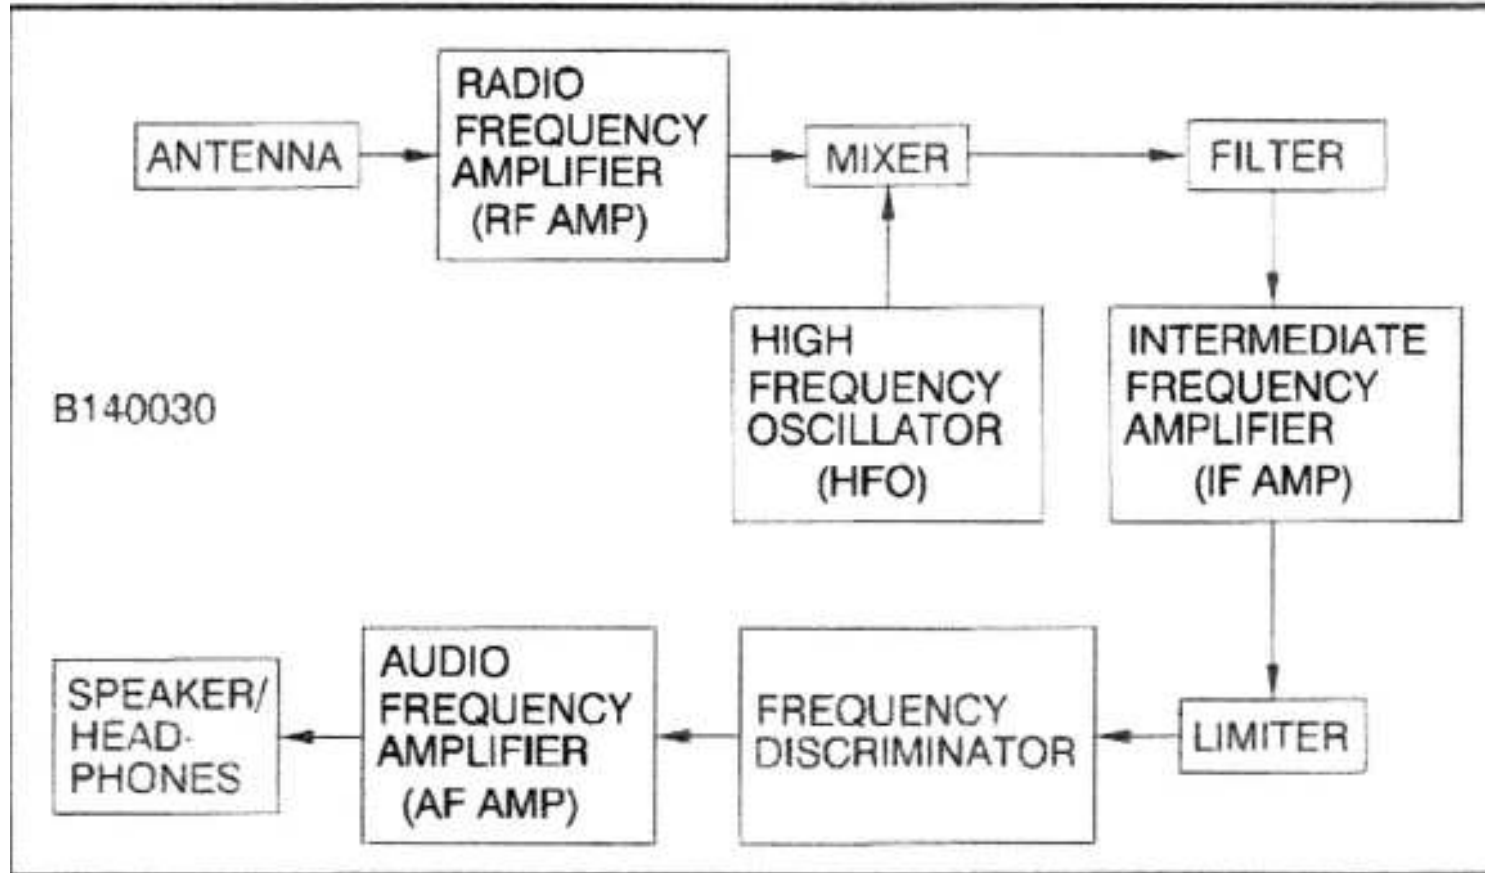 ANTENNA
RADIO
FREQUENCY
AMPLIFIER
(RF AMP)
MIXER
FILTER
HIGH
FREQUENCY
OSCILLATOR
(HFO)
INTERMEDIATE
FREQUENCY
AMPLIFIER
(IF AMP)
B140030
SPEAKER/
HEAD-
PHONES
AUDIO
FREQUENCY
AMPLIFIER
(AF AMP)
FREQUENCY
DISCRIMINATOR
LIMITER